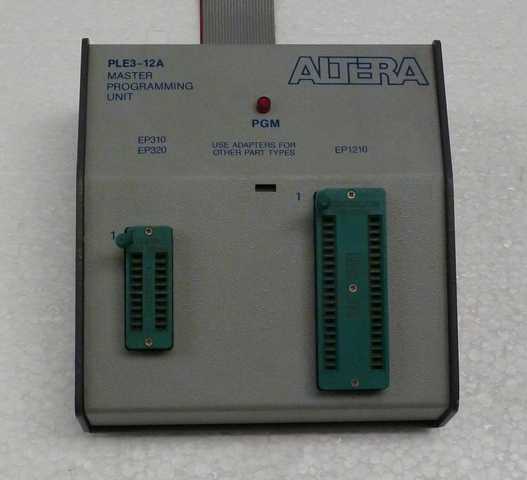 PLE3-12A
MASTER
PROGRAMMING
UNIT
ALTERA
PGM
EP310
EP320
USE ADAPTERS FOR
OTHER PART TYPES
EP1210
1
1